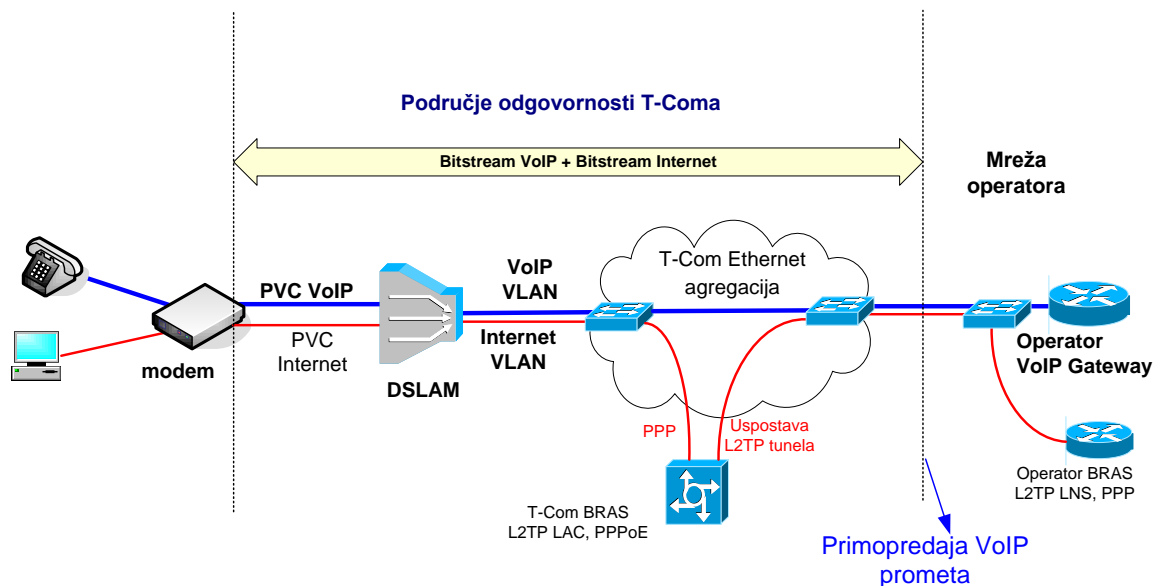 Područje odgovornosti T-Coma
Bitstream VoIP + Bitstream Internet
Mreža
operatora
T-Com Ethernet
agregacija
VoIP
VLAN
PVC VoIP
PVC
Internet
Internet
VLAN
modem
DSLAM
Operator
VoIP Gateway
PPP
Uspostava
L2TP tunela
Operator BRAS
L2TP LNS, PPP
T-Com BRAS
L2TP LAC, PPPoE
Primopredaja VoIP
prometa